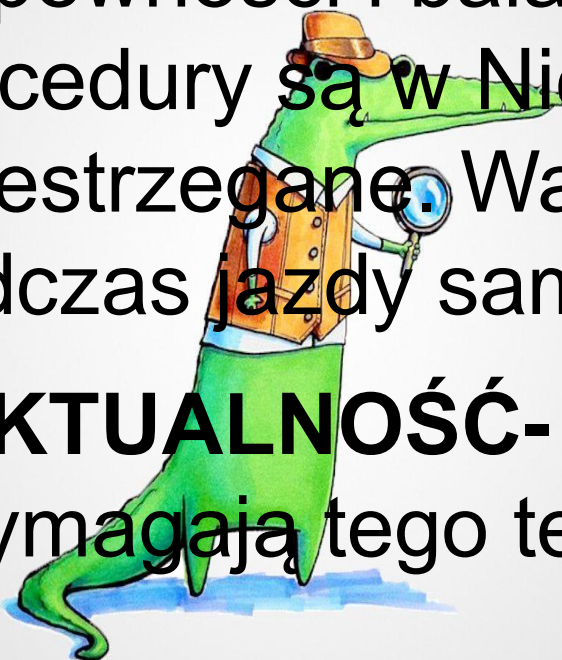 cedury są w Nie
estrzegane. Wa
dczas jazdy sam
KTUALNOŚĆ-
ymagają tego te